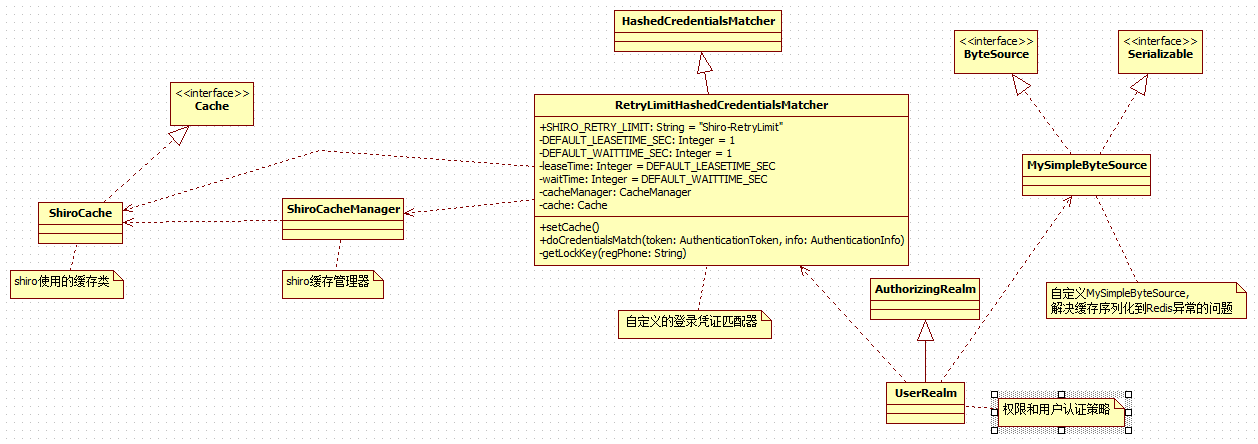 HashedCredentialsMatcher
<<interface>>
ByteSource
<<interface>>
Serializable
<<interface>>
Cache
RetryLimitHashedCredentialsMatcher
+SHIRO_RETRY_LIMIT: String = "Shiro-RetryLimit"
-DEFAULT_LEASETIME_SEC: Integer = 1
-DEFAULT_WAITTIME_SEC: Integer = 1
-leaseTime: Integer = DEFAULT_LEASETIME_SEC
-waitTime: Integer = DEFAULT_WAITTIME_SEC
-cacheManager: CacheManager
-cache: Cache
+setCache()
+doCredentialsMatch(token: AuthenticationToken, info: AuthenticationInfo)
-getLockKey(regPhone: String)
MySimpleByteSource
ShiroCache
ShiroCacheManager
shiro使用的缓存类
shiro缓存管理器
自定义的登录凭证匹配器
AuthorizingRealm
自定义MySimpleByteSource,
解决缓存序列化到Redis异常的问题
UserRealm
权限和用户认证策略